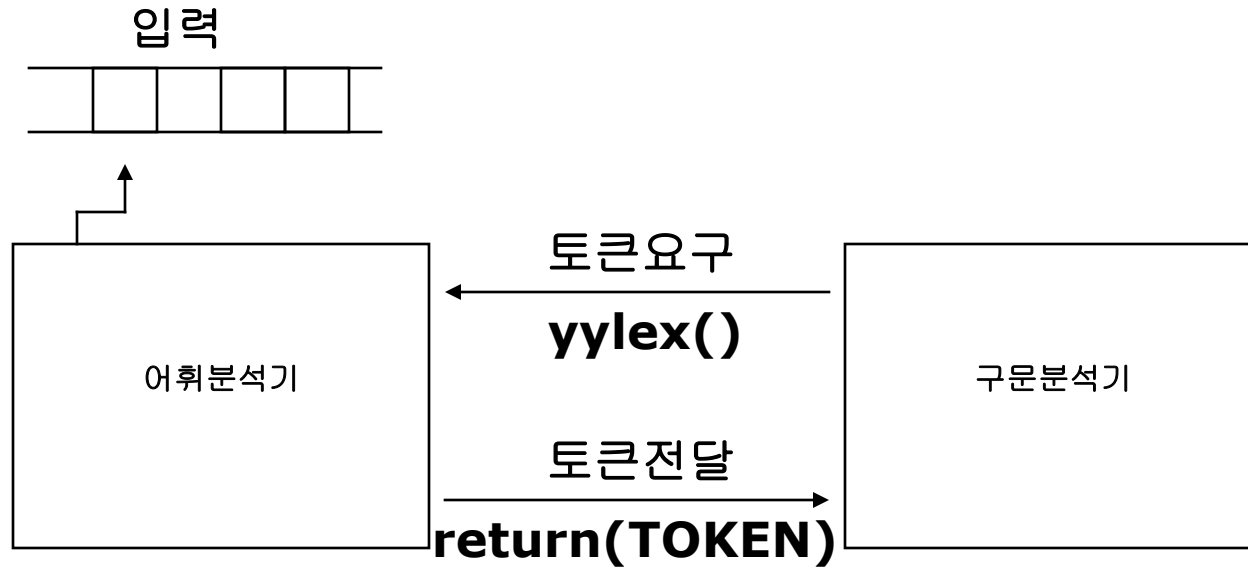 입력
토큰요구
yylex()
어휘분석기
구문분석기
토큰전달
return(TOKEN)